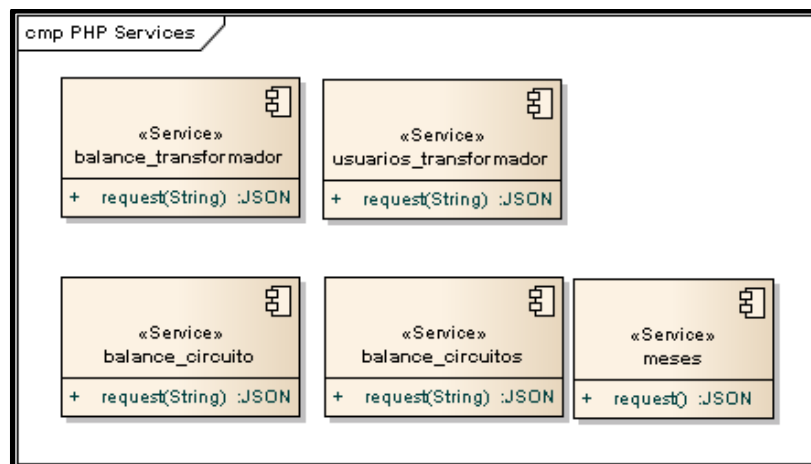 cmp PHP Services
«Service»
balance_transformador
+ request(String) :JSON
«Service»
usuarios_transformador
+ request(String) :JSON
«Service»
balance_circuito
+ request(String) :JSON
«Service»
balance_circuitos
+ request(String) :JSON
«Service»
meses
+ request() :JSON